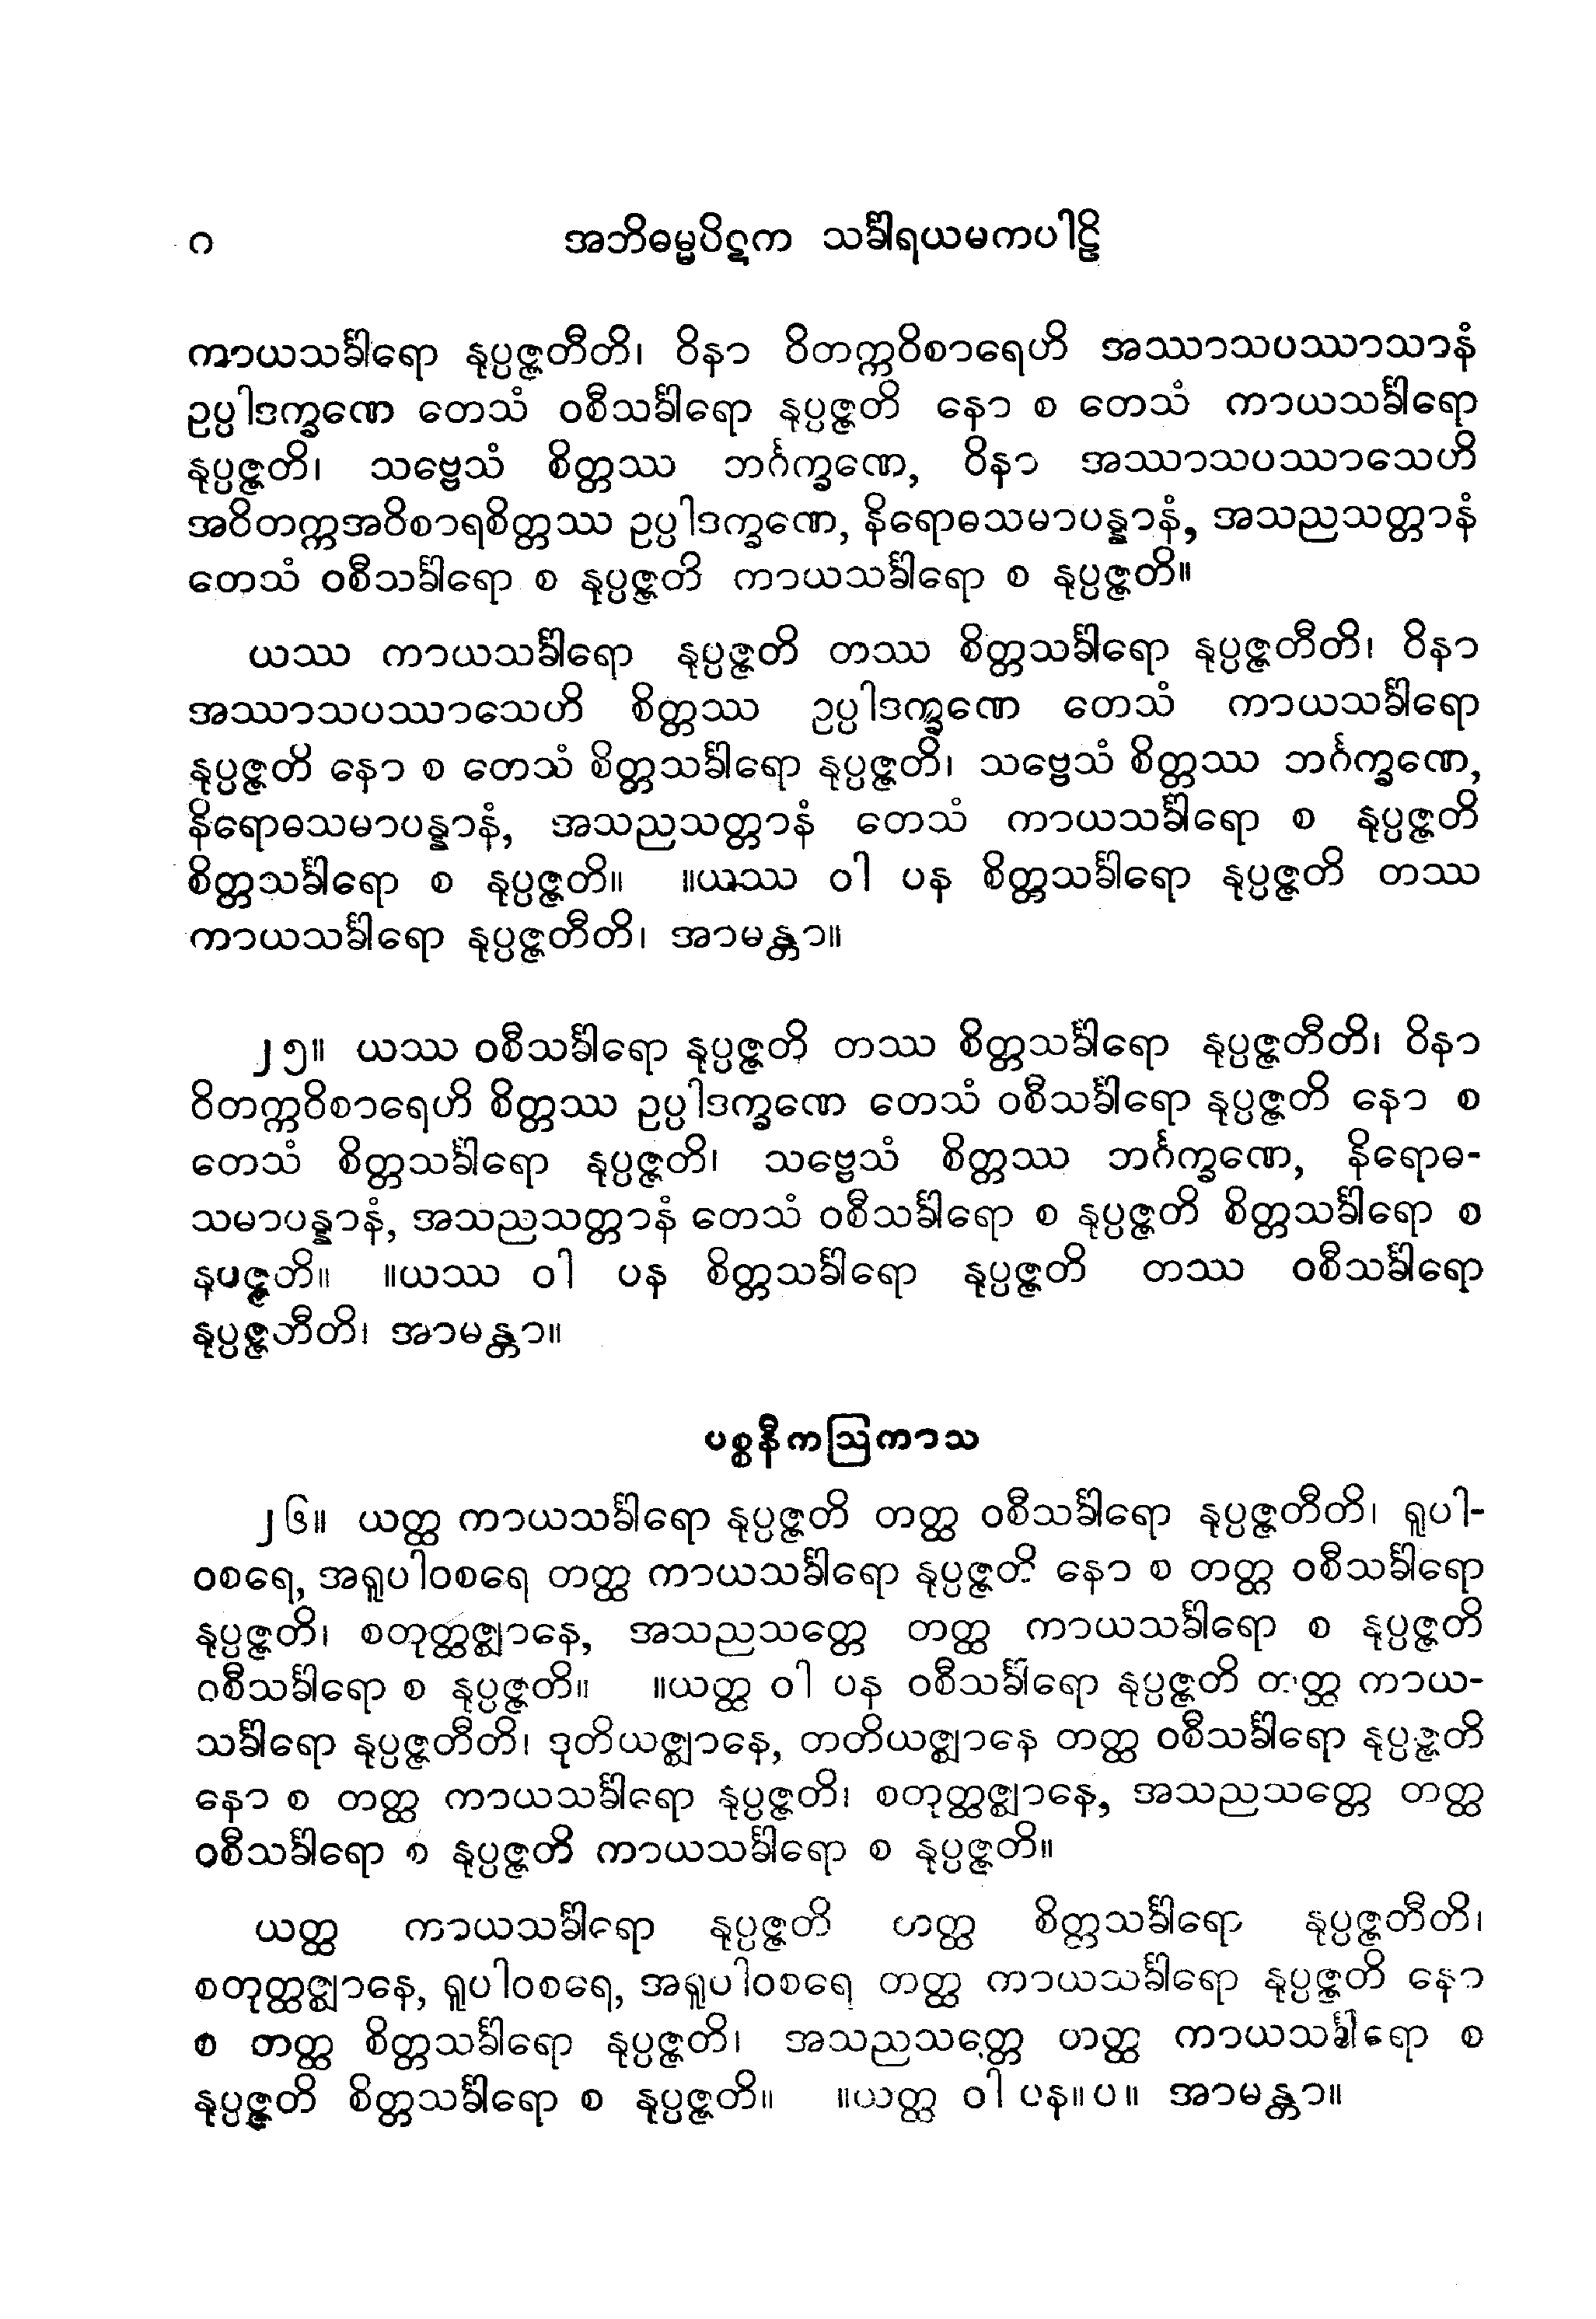 ၈ အဘိဓမ္မပိဋက သင်္ခါရယမကပါဠိ
ကာယသင်္ခါရော နုပ္ပဇ္ဇတီတိ၊ ဝိနာ ဝိတက္ကဝိစာရေဟိ အဿာသပဿာသာနံ
ဥပ္ပါဒက္ခဏေ တေသံ ဝစီသင်္ခါရော နုပ္ပဇ္ဇတိ နော စ တေသံ ကာယသင်္ခါရော
နုပ္ပဇ္ဇတိ၊ သဗ္ဗေသံ စိတ္တဿ ဘင်္ဂက္ခဏေ, ဝိနာ အဿာသပဿာသေဟိ
အဝိတက္ကအဝိစာရစိတ္တဿ ဥပ္ပါဒက္ခဏေ, နိရောဓသမာပန္နာနံ, အသညသတ္တာနံ
တေသံ ဝစီသင်္ခါရော စ နုပ္ပဇ္ဇတိ ကာယသင်္ခါရော စ နုပ္ပဇ္ဇတိ။
ယဿ ကာယသင်္ခါရော နုပ္ပဇ္ဇတိ တဿ စိတ္တသင်္ခါရော နုပ္ပဇ္ဇတီတိ၊ ဝိနာ
အဿာသပဿာသေဟိ စိတ္တဿ ဥပ္ပါဒက္ခဏေ တေသံ ကာယသင်္ခါရော
နုပ္ပဇ္ဇတိ နော စ တေသံ စိတ္တသင်္ခါရော နုပ္ပဇ္ဇတိ၊ သဗ္ဗေသံ စိတ္တဿ ဘင်္ဂက္ခဏေ,
နိရောဓသမာပန္နာနံ, အသညသတ္တာနံ တေသံ ကာယသင်္ခါရော စ နုပ္ပဇ္ဇတိ
စိတ္တသင်္ခါရော စ နုပ္ပဇ္ဇတိ။ ။ယဿ ဝါ ပန စိတ္တသင်္ခါရော နုပ္ပဇ္ဇတိ တဿ
ကာယသင်္ခါရော နုပ္ပဇ္ဇတီတိ၊ အာမန္တာ။
၂၅။ ယဿ ဝစီသင်္ခါရော နုပ္ပဇ္ဇတိ တဿ စိတ္တသင်္ခါရော နုပ္ပဇ္ဇတီတိ၊ ဝိနာ
ဝိတက္ကဝိစာရေဟိ စိတ္တဿ ဥပ္ပါဒက္ခဏေ တေသံ ဝစီသင်္ခါရော နုပ္ပဇ္ဇတိ နော စ
တေသံ စိတ္တသင်္ခါရော နုပ္ပဇ္ဇတိ၊ သဗ္ဗေသံ စိတ္တဿ ဘင်္ဂက္ခဏေ, နိရောဓ-
သမာပန္နာနံ, အသညသတ္တာနံ တေသံ ဝစီသင်္ခါရော စ နုပ္ပဇ္ဇတိ စိတ္တသင်္ခါရော စ
နုပ္ပဇ္ဇတိ။ ။ယဿ ဝါ ပန စိတ္တသင်္ခါရော နုပ္ပဇ္ဇတိ တဿ ဝစီသင်္ခါရော
နုပ္ပဇ္ဇတီတိ၊ အာမန္တာ။
ပစ္စနီကဩကာသ
၂၆။ ယတ္ထ ကာယသင်္ခါရော နုပ္ပဇ္ဇတိ တတ္ထ ဝစီသင်္ခါရော နုပ္ပဇ္ဇတီတိ၊ ရူပါ-
ဝစရေ, အရူပါဝစရေ တတ္ထ ကာယသင်္ခါရော နုပ္ပဇ္ဇတိ နော စ တတ္ထ ဝစီသင်္ခါရော
နုပ္ပဇ္ဇတိ၊ စတုတ္ထဇ္ဈာနေ, အသညသတ္တေ တတ္ထ ကာယသင်္ခါရော စ နုပ္ပဇ္ဇတိ
ဝစီသင်္ခါရော စ နုပ္ပဇ္ဇတိ။ ။ယတ္ထ ဝါ ပန ဝစီသင်္ခါရော နုပ္ပဇ္ဇတိ တတ္ထ ကာယ-
သင်္ခါရော နုပ္ပဇ္ဇတီတိ၊ ဒုတိယဇ္ဈာနေ, တတိယဇ္ဈာနေ တတ္ထ ဝစီသင်္ခါရော နုပ္ပဇ္ဇတိ
နော စ တတ္ထ ကာယသင်္ခါရော နုပ္ပဇ္ဇတိ၊ စတုတ္ထဇ္ဈာနေ, အသညသတ္တေ တတ္ထ
ဝစီသင်္ခါရော စ နုပ္ပဇ္ဇတိ ကာယသင်္ခါရော စ နုပ္ပဇ္ဇတိ။
ယတ္ထ ကာယသင်္ခါရော နုပ္ပဇ္ဇတိ တတ္ထ စိတ္တသင်္ခါရော နုပ္ပဇ္ဇတီတိ၊
စတုတ္ထဇ္ဈာနေ, ရူပါဝစရေ, အရူပါဝစရေ တတ္ထ ကာယသင်္ခါရော နုပ္ပဇ္ဇတိ နော
စ တတ္ထ စိတ္တသင်္ခါရော နုပ္ပဇ္ဇတိ၊ အသညသတ္တေ တတ္ထ ကာယသင်္ခါရော စ
နုပ္ပဇ္ဇတိ စိတ္တသင်္ခါရော စ နုပ္ပဇ္ဇတိ။ ။ယတ္ထ ဝါ ပန။ပ။ အာမန္တာ။